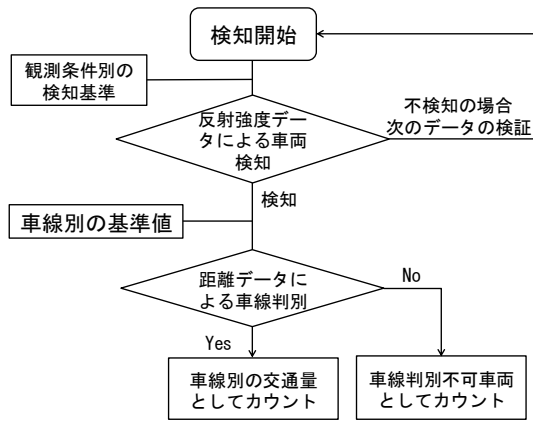 検知開始
観測条件別の
検知基準
反射強度デー
タによる車両
検知
不検知の場合
次のデータの検証
検知
車線別の基準値
距離データに
よる車線判別
No
Yes
車線別の交通量
としてカウント
車線判別不可車両
としてカウント